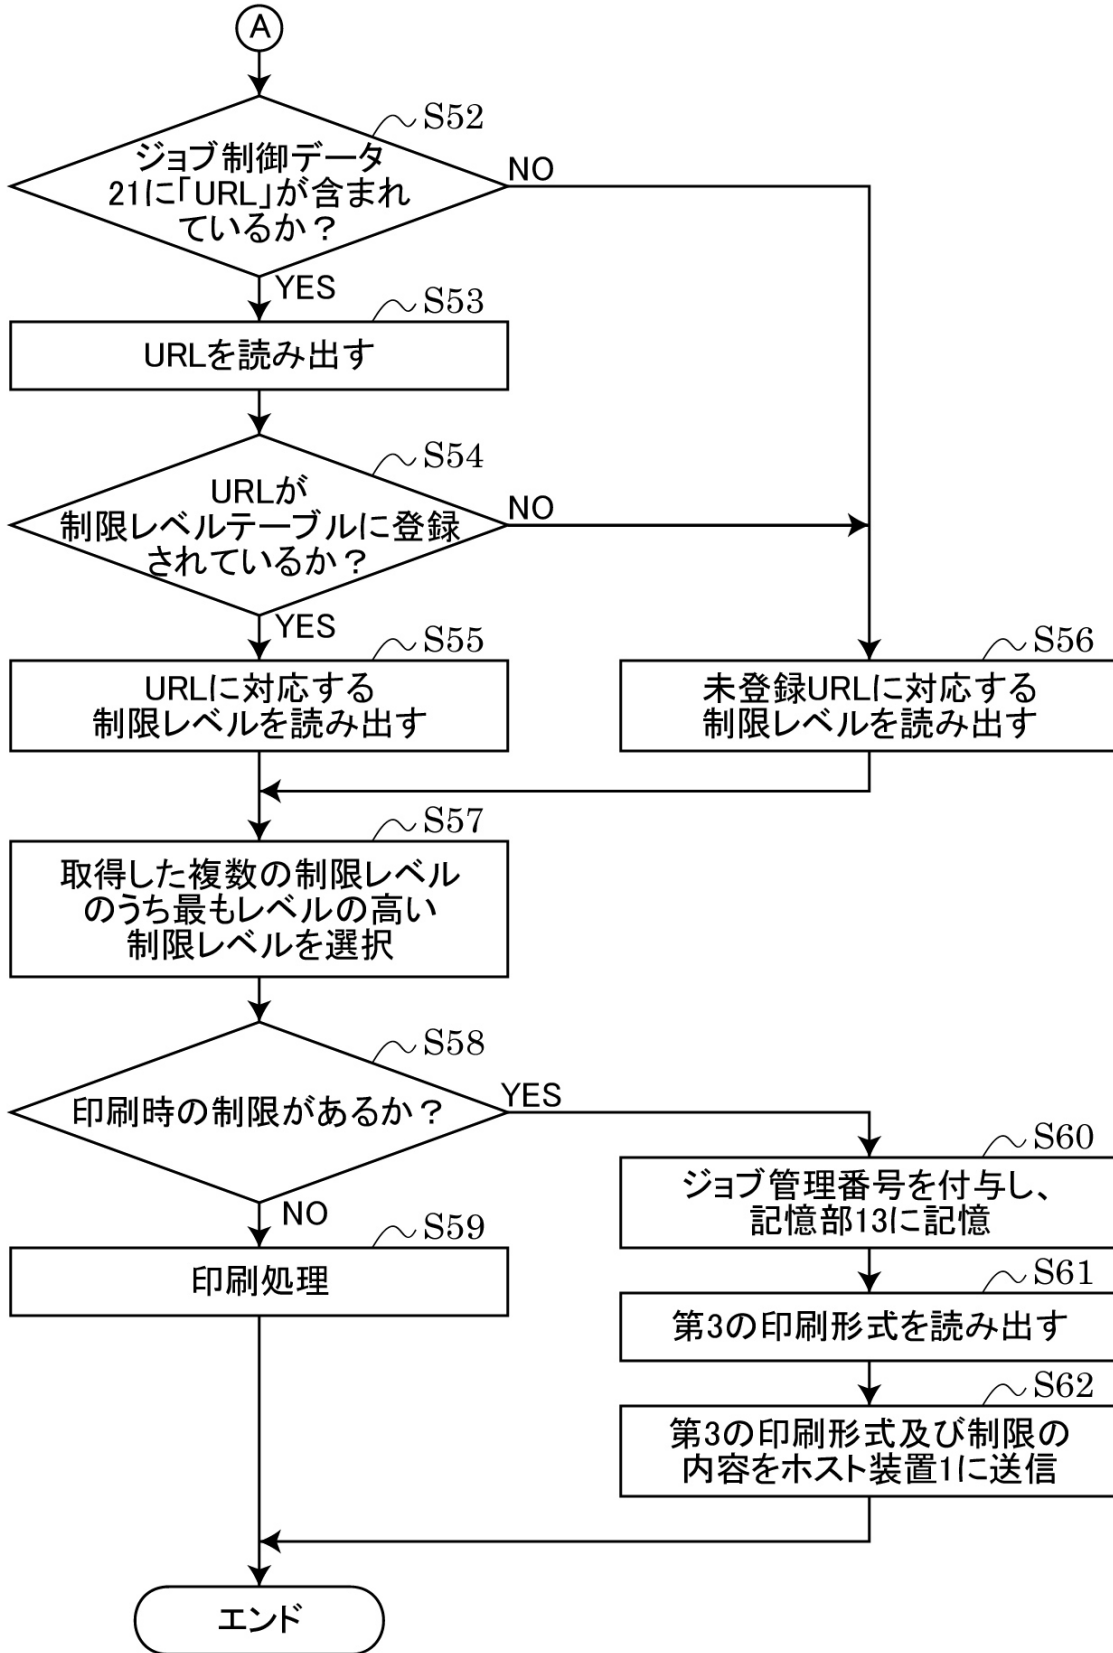 A
S52
ジョブ制御データ
21に「URL」が含まれ
ているか？
NO
YES
S53
URLを読み出す
S54
URLが
制限レベルテーブルに登録
されているか？
NO
YES
S55
URLに対応する
制限レベルを読み出す
S56
未登録URLに対応する
制限レベルを読み出す
S57
取得した複数の制限レベル
のうち最もレベルの高い
制限レベルを選択
S58
印刷時の制限があるか？
YES
NO
S59
印刷処理
S60
ジョブ管理番号を付与し、
記憶部13に記憶
S61
第3の印刷形式を読み出す
S62
第3の印刷形式及び制限の
内容をホスト装置1に送信
エンド